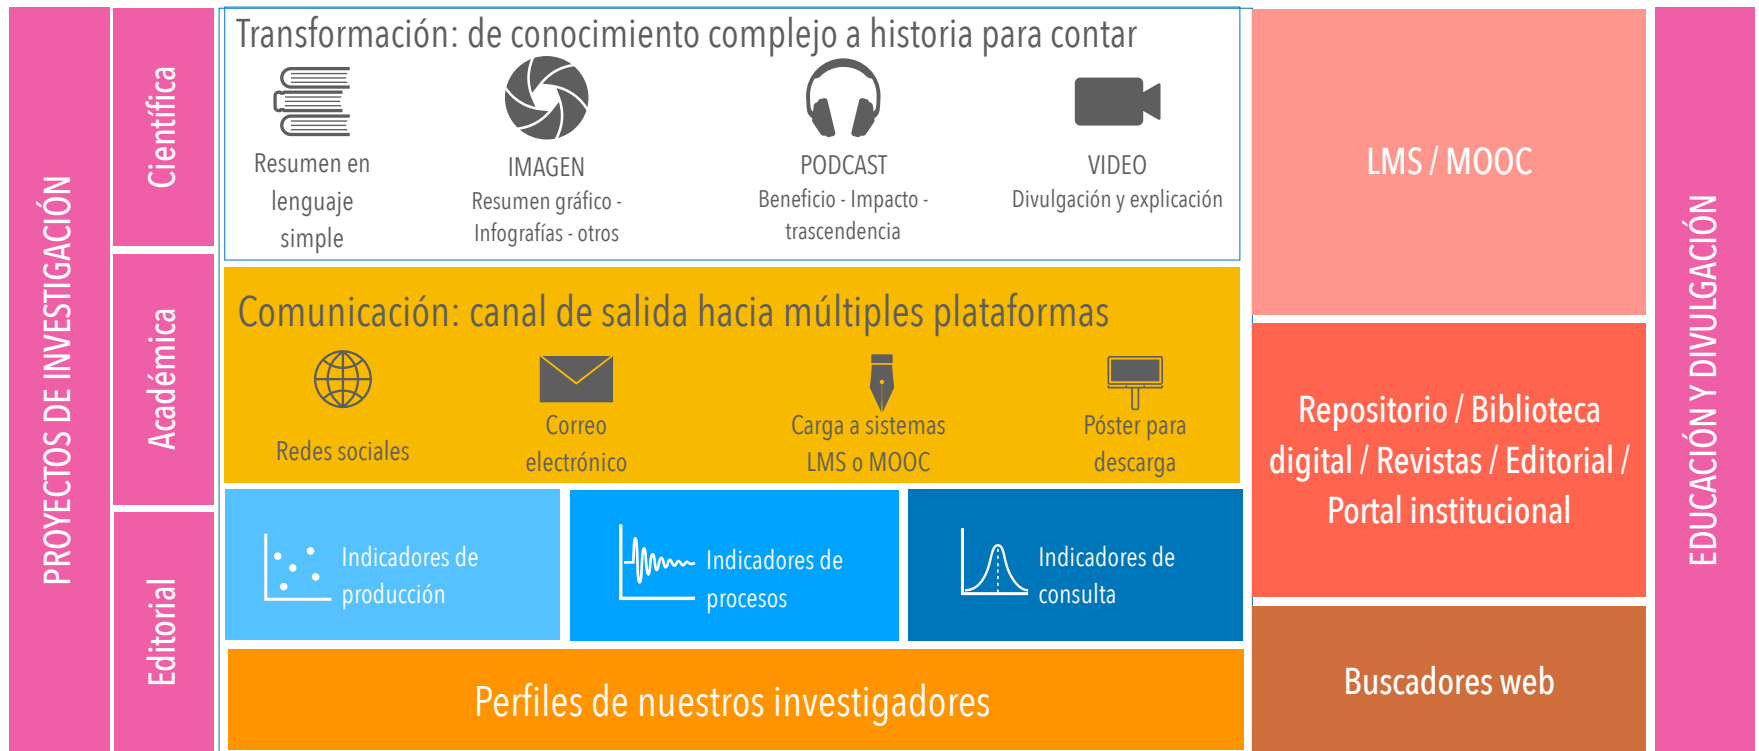 PROYECTOS DE INVESTIGACIÓN
Científica
Académica
Editorial
Transformación: de conocimiento complejo a historia para contar
Resumen en
lenguaje
simple
IMAGEN
Resumen gráfico -
Infografías - otros
PODCAST
Beneficio - Impacto -
trascendencia
VIDEO
Divulgación y explicación
Comunicación: canal de salida hacia múltiples plataformas
Redes sociales
Correo
electrónico
Carga a sistemas
LMS o MOOC
Póster para
descarga
Indicadores de
producción
Indicadores de
procesos
Indicadores de
consulta
Perfiles de nuestros investigadores
LMS / MOOC
Repositorio / Biblioteca
digital / Revistas / Editorial /
Portal institucional
Buscadores web
EDUCACIÓN Y DIVULGACIÓN